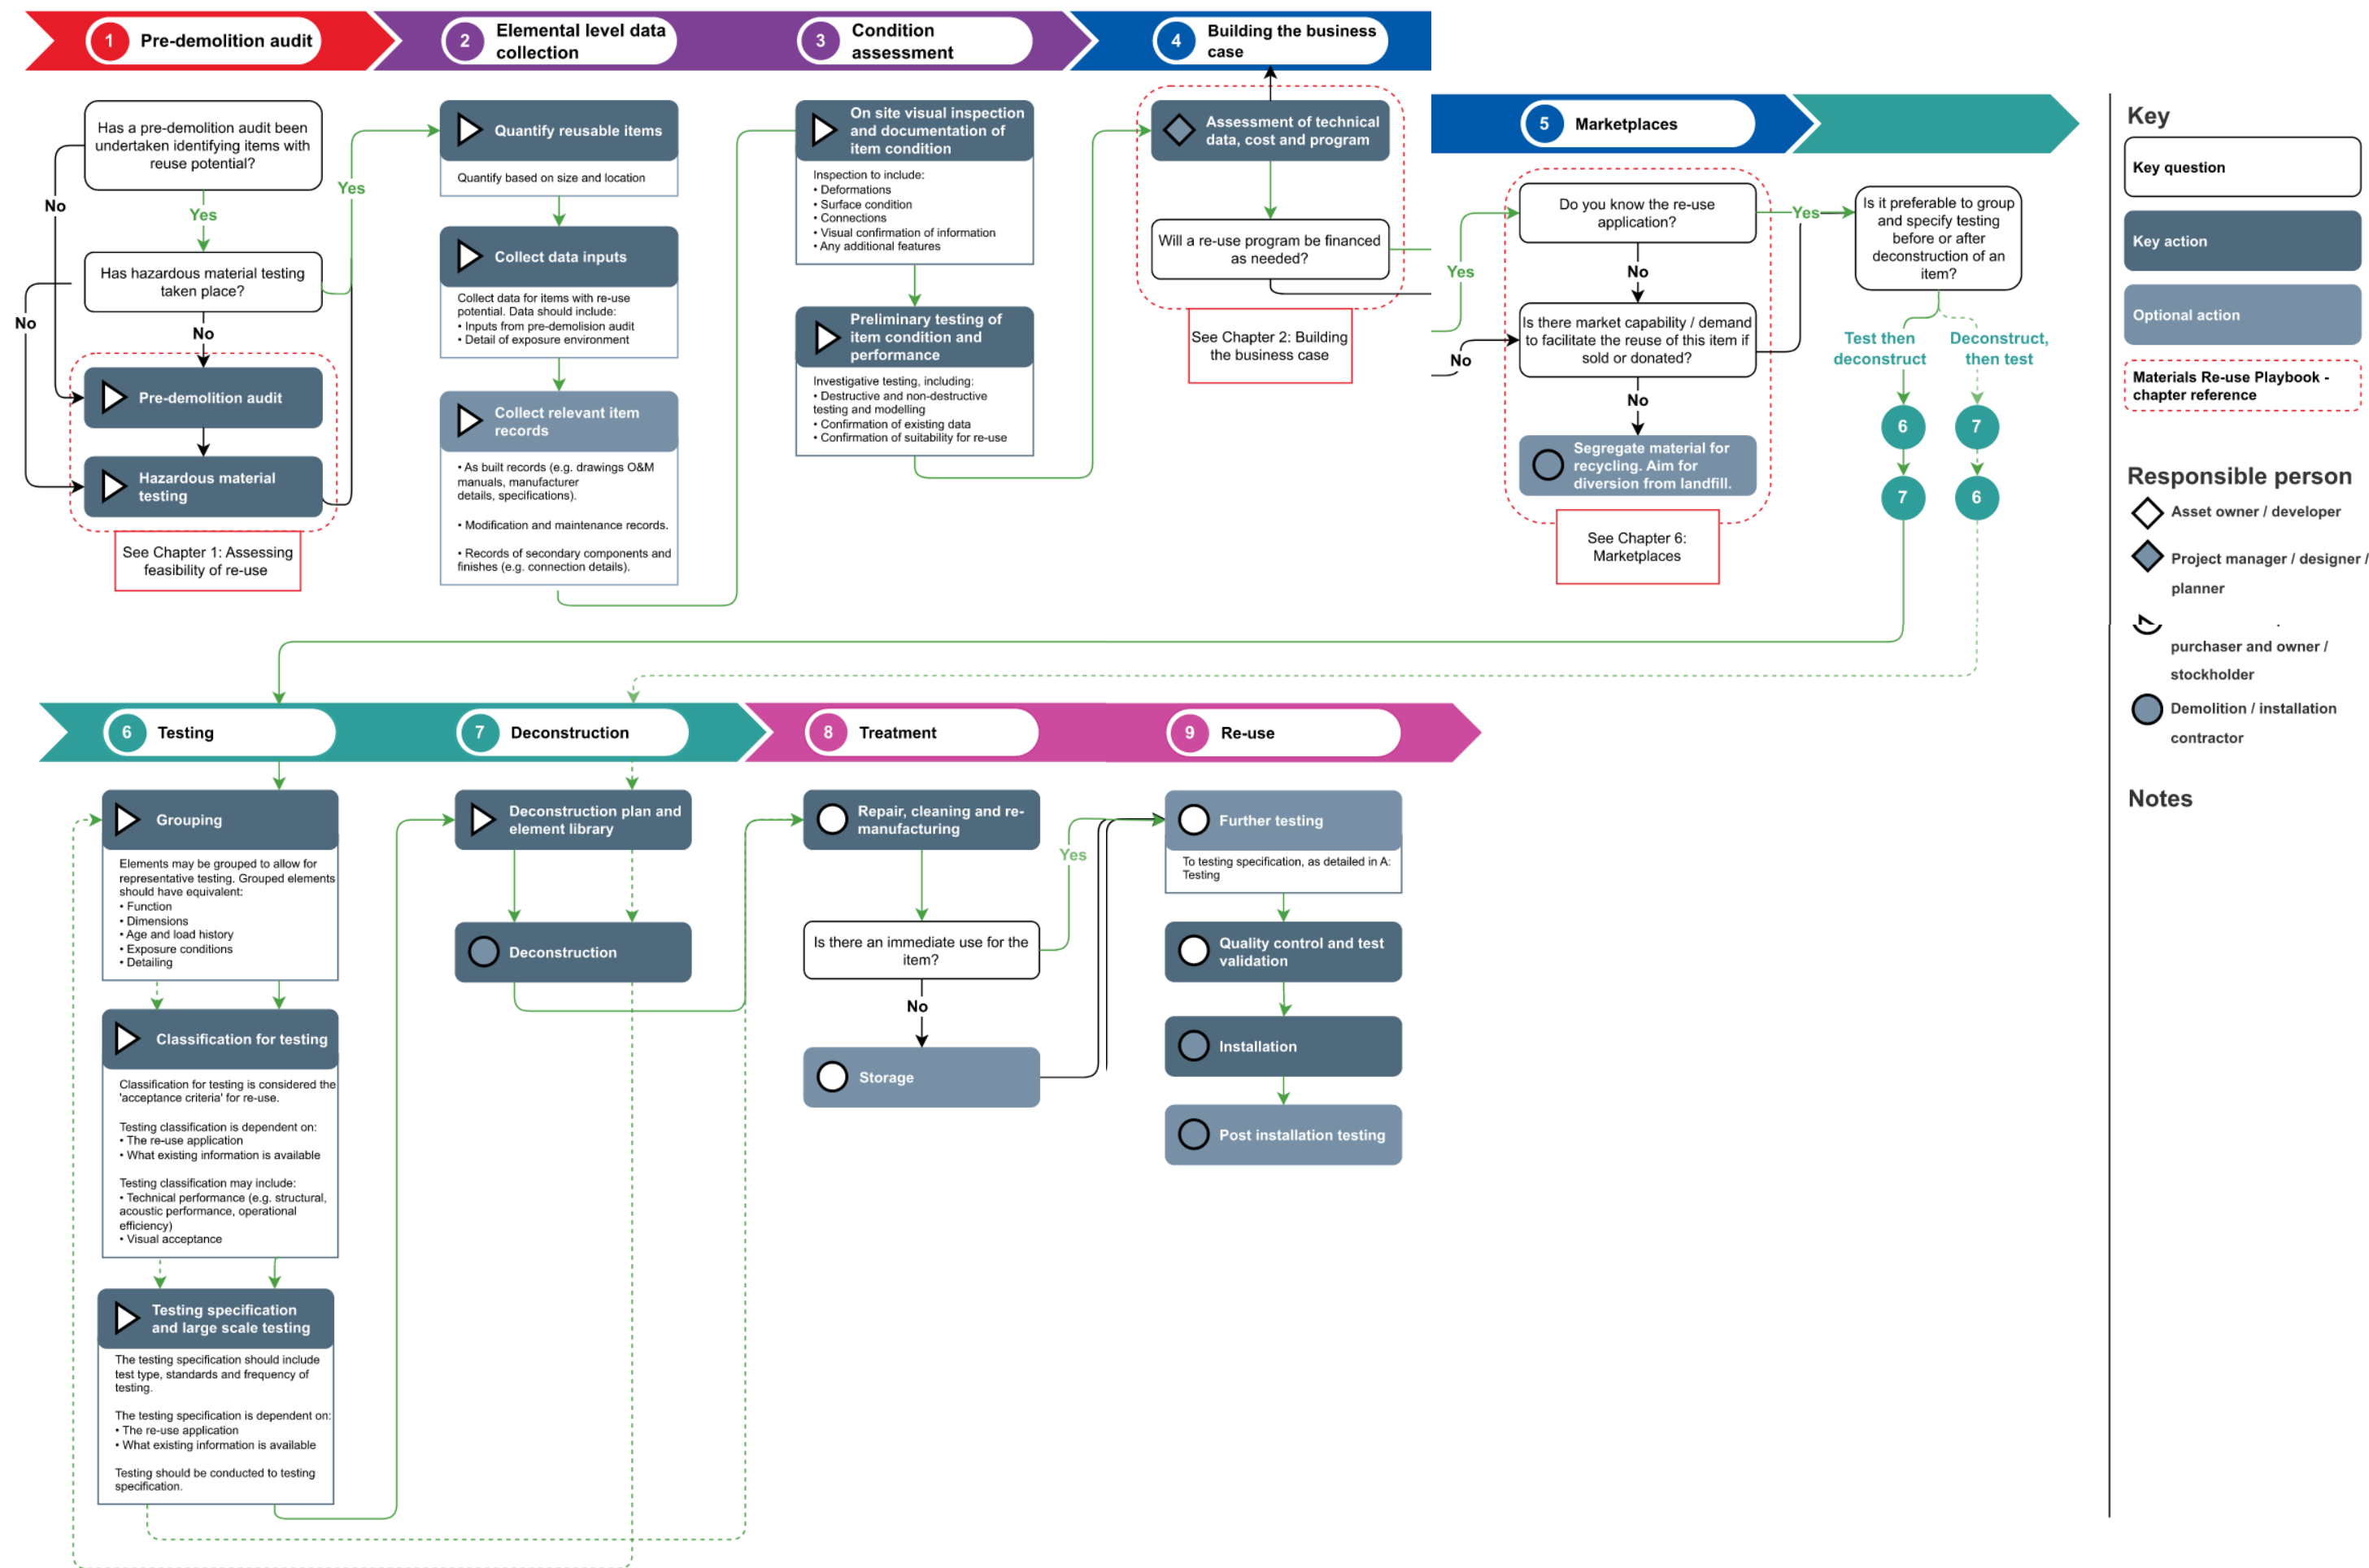 1 Pre-demolition audit
2 Elemental level data
collection
3 Condition
assessment
4 Building the business
case
5 Marketplaces
Has a pre-demolition audit been
undertaken identifying items with
reuse potential?
No
Yes
Yes
Has hazardous material testing
taken place?
No
No
Pre-demolition audit
Hazardous material
testing
See Chapter 1: Assessing
feasibility of re-use
Quantify reusable items
Quantify based on size and location
Collect data inputs
Collect data for items with re-use
potential. Data should include:
• Inputs from pre-demolision audit
• Detail of exposure environment
Collect relevant item
records
• As built records (e.g. drawings O&M
manuals, manufacturer
details, specifications).
• Modification and maintenance records.
• Records of secondary components and
finishes (e.g. connection details).
On site visual inspection
and documentation of
item condition
Inspection to include:
• Deformations
• Surface condition
• Connections
• Visual confirmation of information
• Any additional features
Preliminary testing of
item condition and
performance
Investigative testing, including:
• Destructive and non-destructive
testing and modelling
• Confirmation of existing data
• Confirmation of suitability for re-use
Assessment of technical
data, cost and program
Will a re-use program be financed
as needed?
See Chapter 2: Building
the business case
Yes
No
Do you know the re-use
application?
Yes
No
Is there market capability / demand
to facilitate the reuse of this item if
sold or donated?
No
Segregate material for
recycling. Aim for
diversion from landfill.
See Chapter 6:
Marketplaces
Is it preferable to group
and specify testing
before or after
deconstruction of an
item?
Test then
deconstruct
Deconstruct,
then test
6
7
7
6
Key
Key question
Key action
Optional action
Materials Re-use Playbook -
chapter reference
Responsible person
Asset owner / developer
Project manager / designer /
planner
purchaser and owner /
stockholder
Demolition / installation
contractor
Notes
6 Testing
7 Deconstruction
8 Treatment
9 Re-use
Grouping
Elements may be grouped to allow for
representative testing. Grouped elements
should have equivalent:
• Function
• Dimensions
• Age and load history
• Exposure conditions
• Detailing
Classification for testing
Classification for testing is considered the
'acceptance criteria' for re-use.
Testing classification is dependent on:
• The re-use application
• What existing information is available
Testing classification may include:
• Technical performance (e.g. structural,
acoustic performance, operational
efficiency)
• Visual acceptance
Testing specification
and large scale testing
The testing specification should include
test type, standards and frequency of
testing.
The testing specification is dependent on:
• The re-use application
• What existing information is available
Testing should be conducted to testing
specification.
Deconstruction plan and
element library
Deconstruction
Repair, cleaning and re-
manufacturing
Is there an immediate use for the
item?
Yes
No
Storage
Further testing
To testing specification, as detailed in A:
Testing
Quality control and test
validation
Installation
Post installation testing